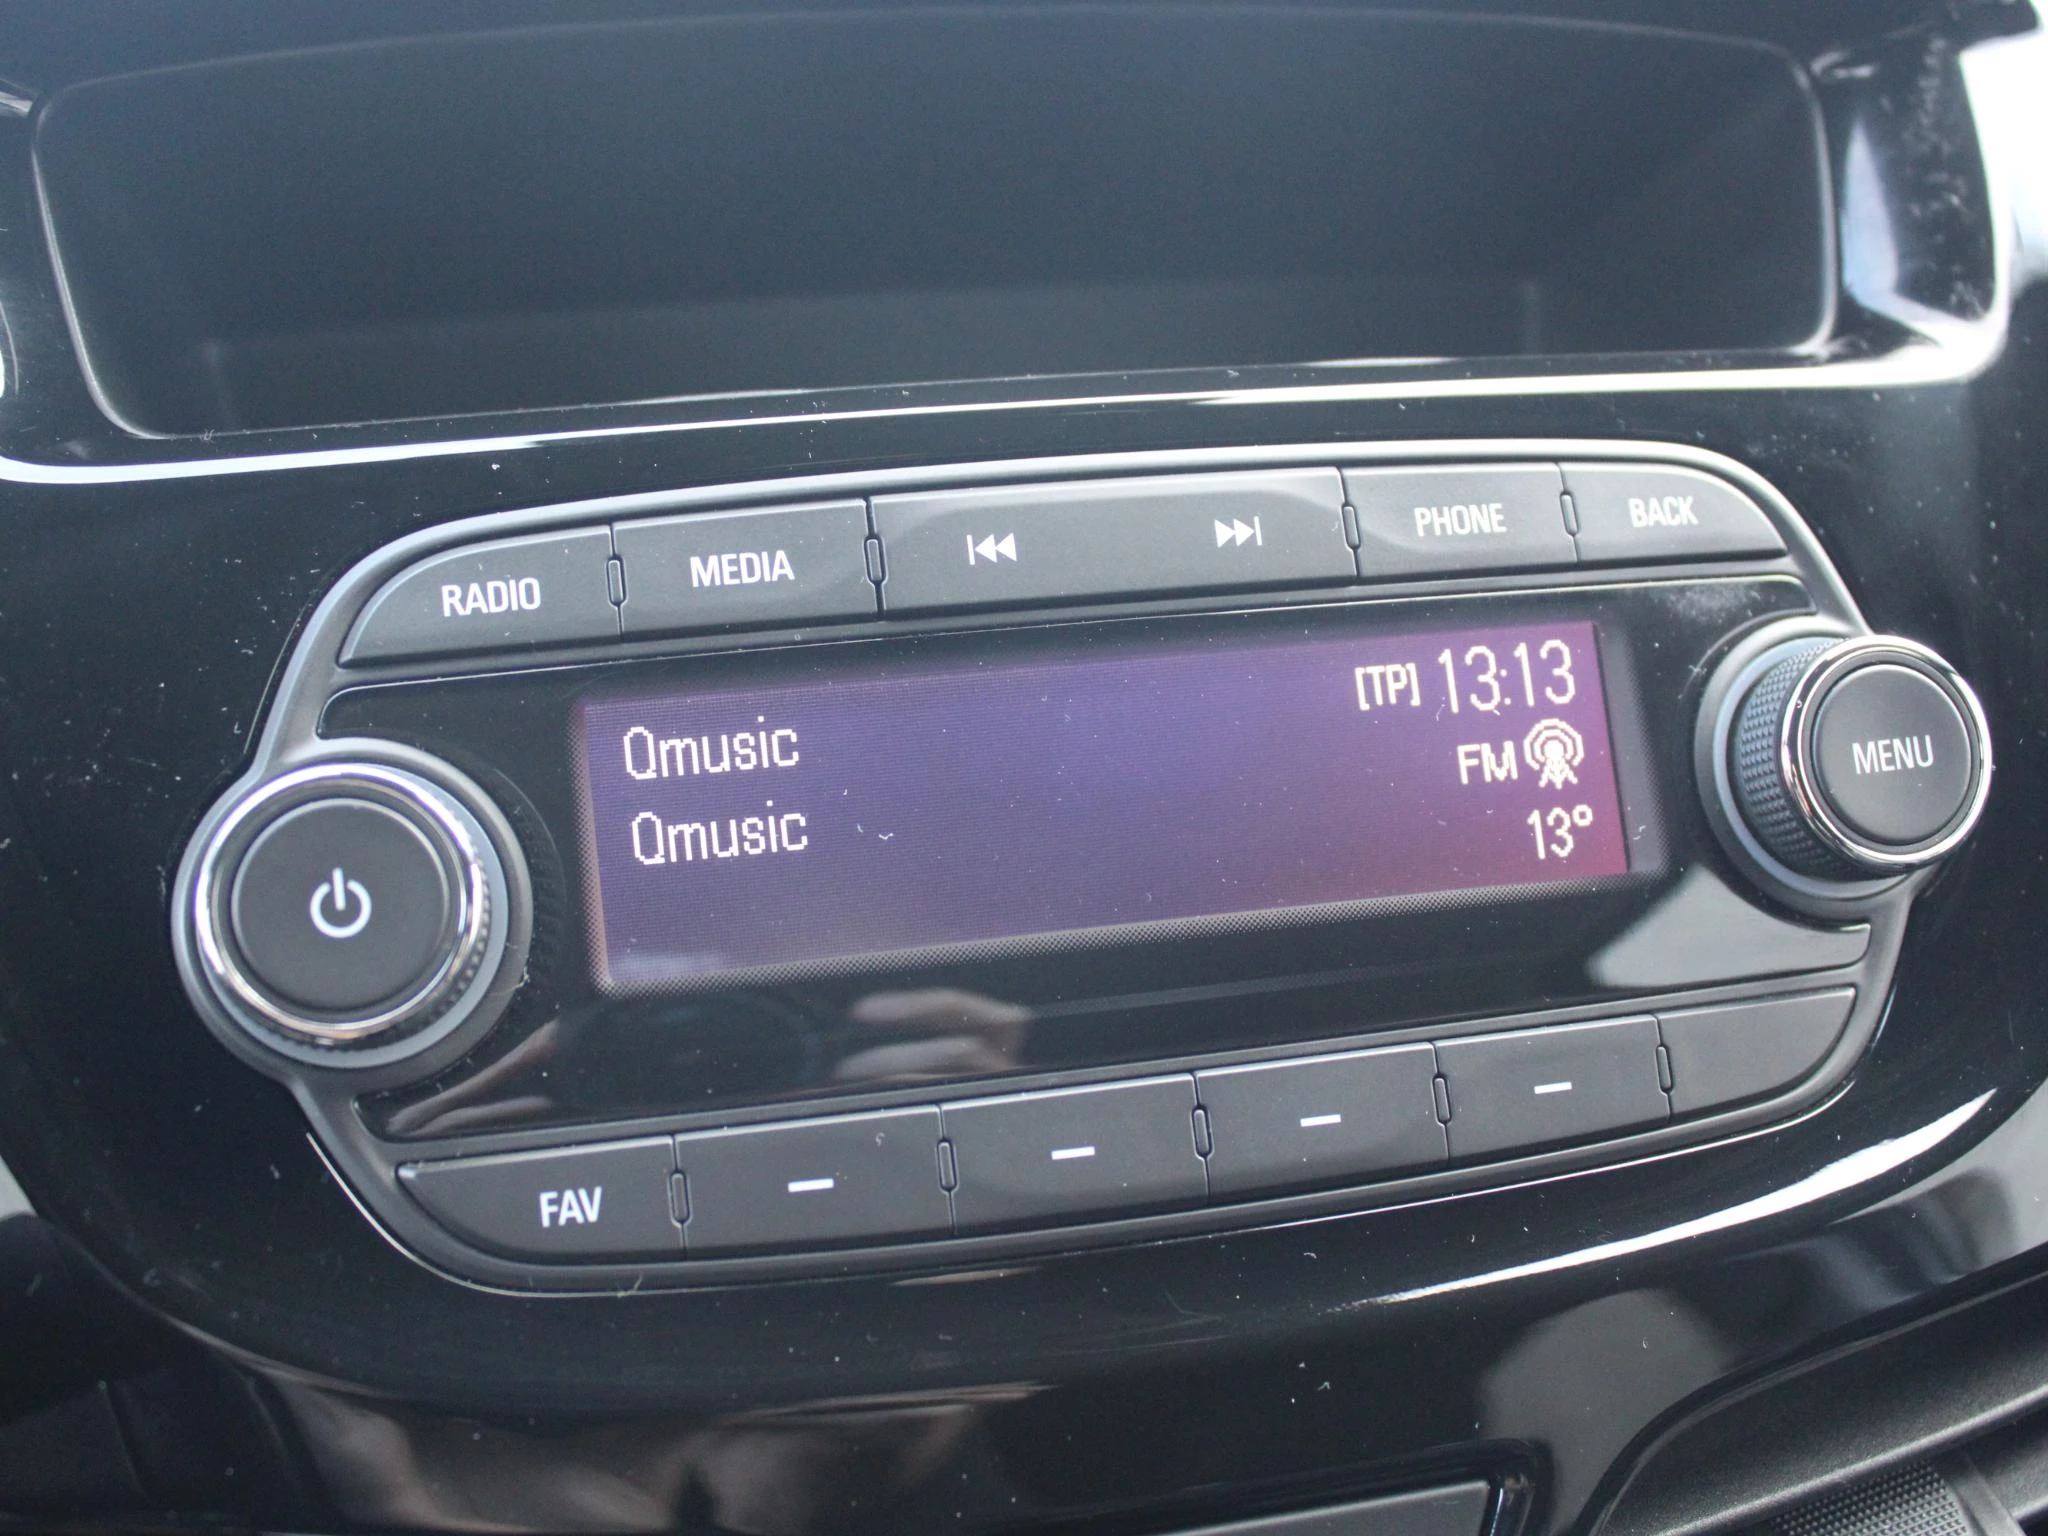 RADIO MEDIA PHONE BACK
Qmusic [TP] 13:13
FM
Qmusic 13°
MENU
FAV